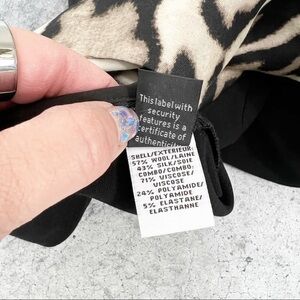 This label with
security
features is a
certificate of
authentici
SHELL/EXTERIEUR:
57% WOOL/LAINE
43% SILK/SOIE
COMBO/COMBO:
71% VISCOSE/
VISCOSE
24% POLYAMIDE/
POLYAMIDE
5% ELASTANE/
ELASTHANNE